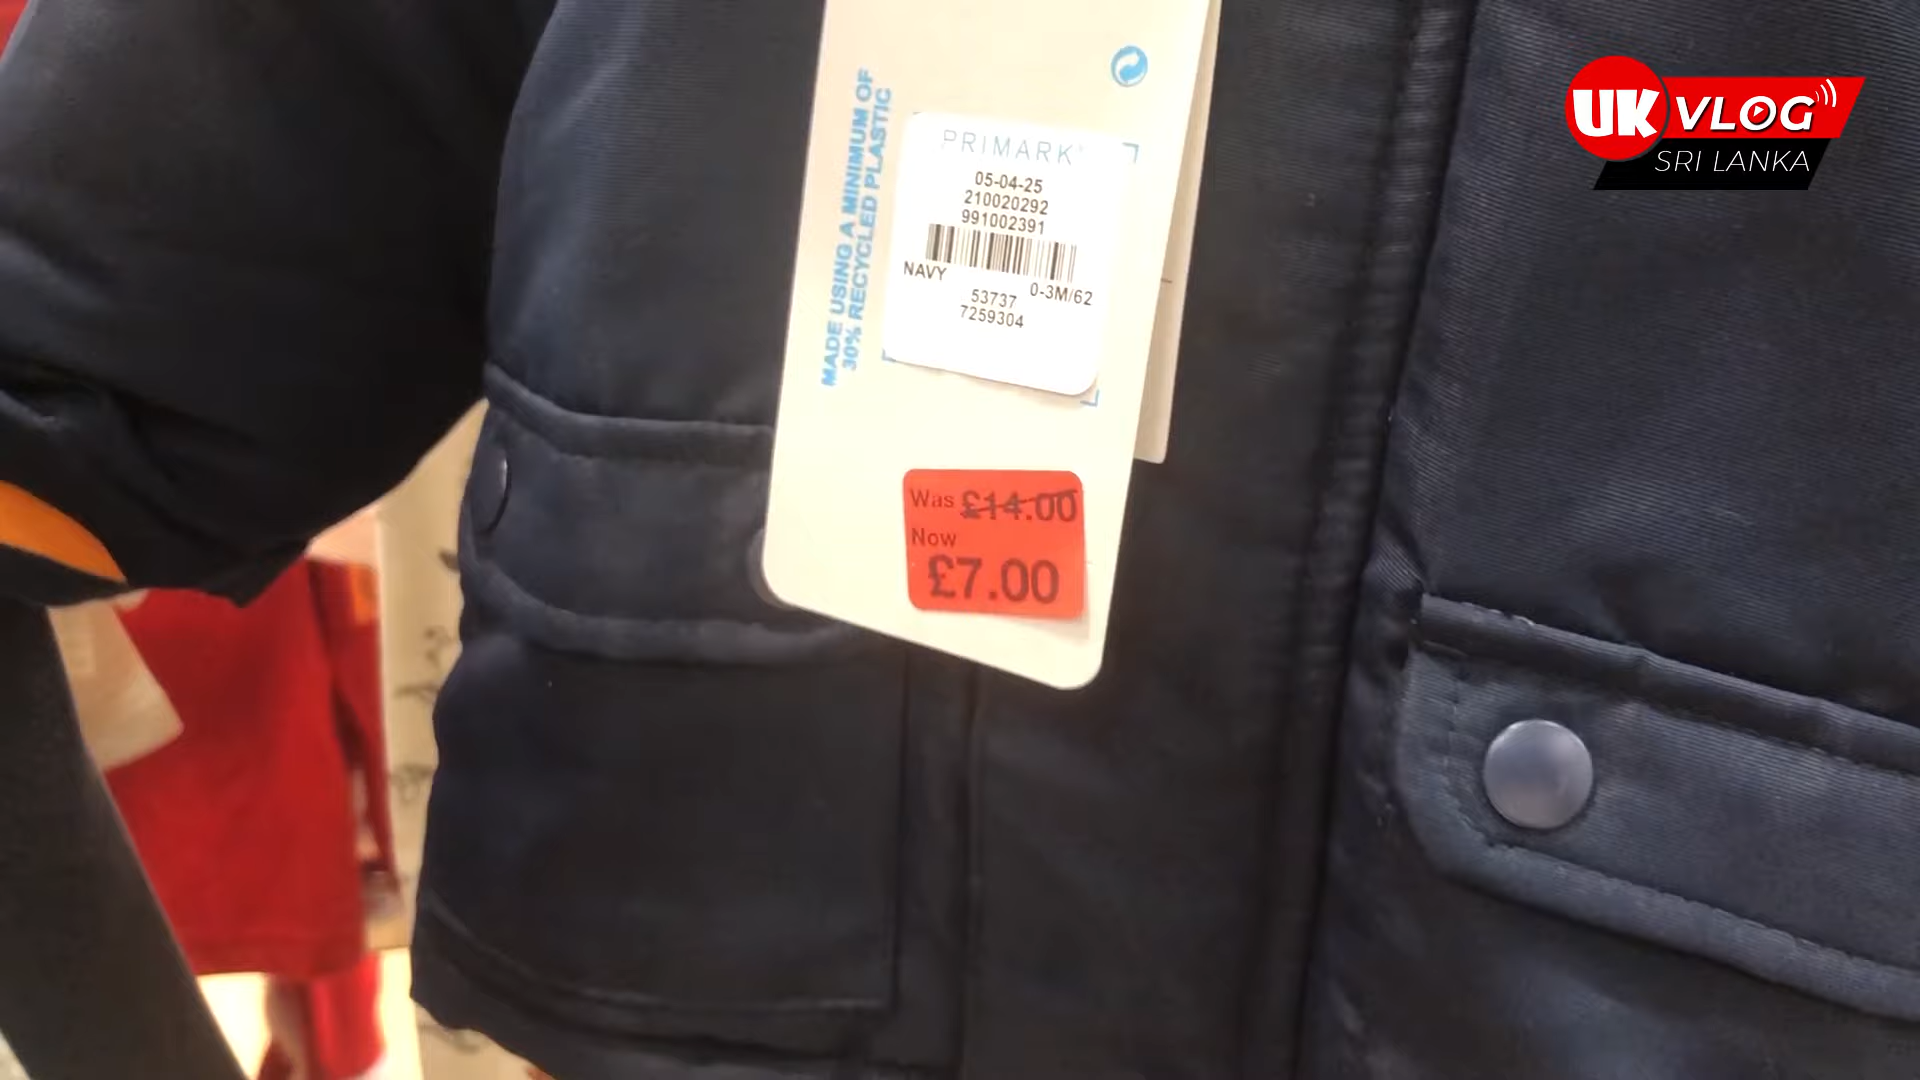 MADE USING A MINIMUM OF
30% RECYCLED PLASTIC
PRIMARK
05-04-25
210020292
991002391
NAVY
0-3M/62
53737
7259304
Was £14.00
Now
£7.00
UK VLOG
SRI LANKA